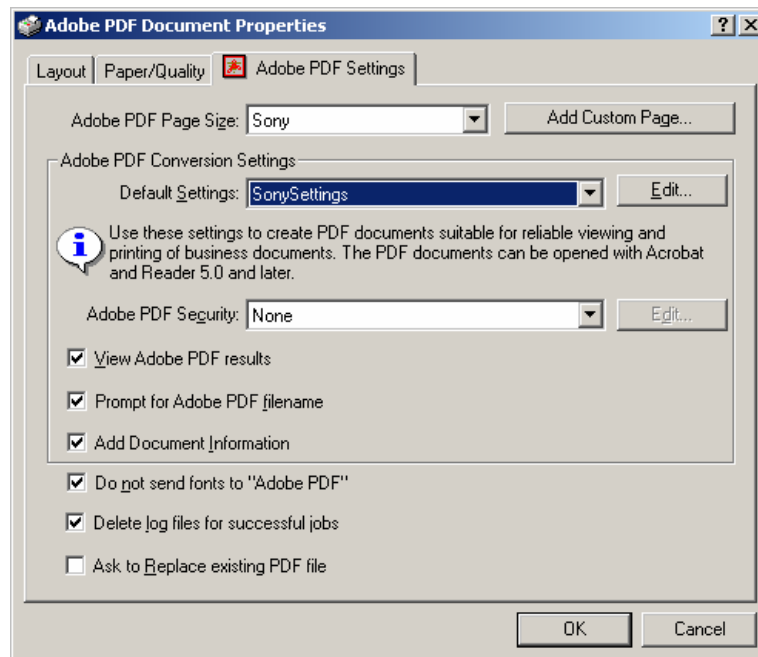 Adobe PDF Document Properties
Layout Paper/Quality Adobe PDF Settings
Adobe PDF Page Size: Sony Add Custom Page...
Adobe PDF Conversion Settings
Default Settings: SonySettings Edit...
Use these settings to create PDF documents suitable for reliable viewing and
printing of business documents. The PDF documents can be opened with Acrobat
and Reader 5.0 and later.
Adobe PDF Security: None Edit...
View Adobe PDF results
Prompt for Adobe PDF filename
Add Document Information
Do not send fonts to "Adobe PDF"
Delete log files for successful jobs
Ask to Replace existing PDF file
OK Cancel